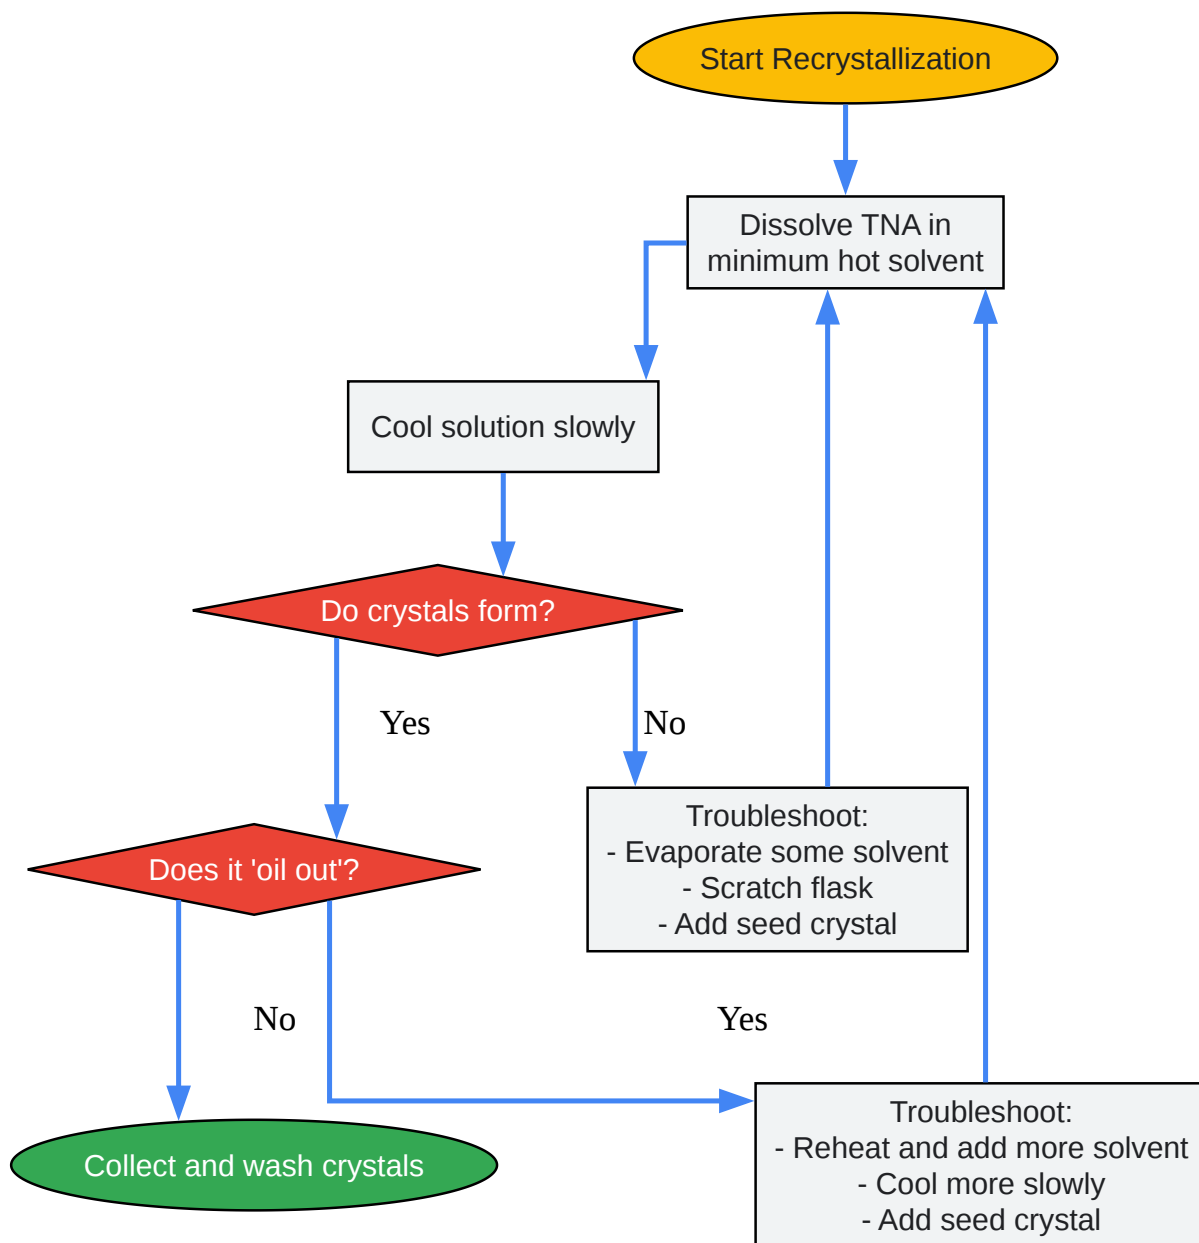 Start Recrystallization
Dissolve TNA in
minimum hot solvent
Cool solution slowly
Do crystals form?
Yes
No
Troubleshoot:
- Evaporate some solvent
- Scratch flask
- Add seed crystal
Does it 'oil out'?
No
Yes
Collect and wash crystals
Troubleshoot:
- Reheat and add more solvent
- Cool more slowly
- Add seed crystal